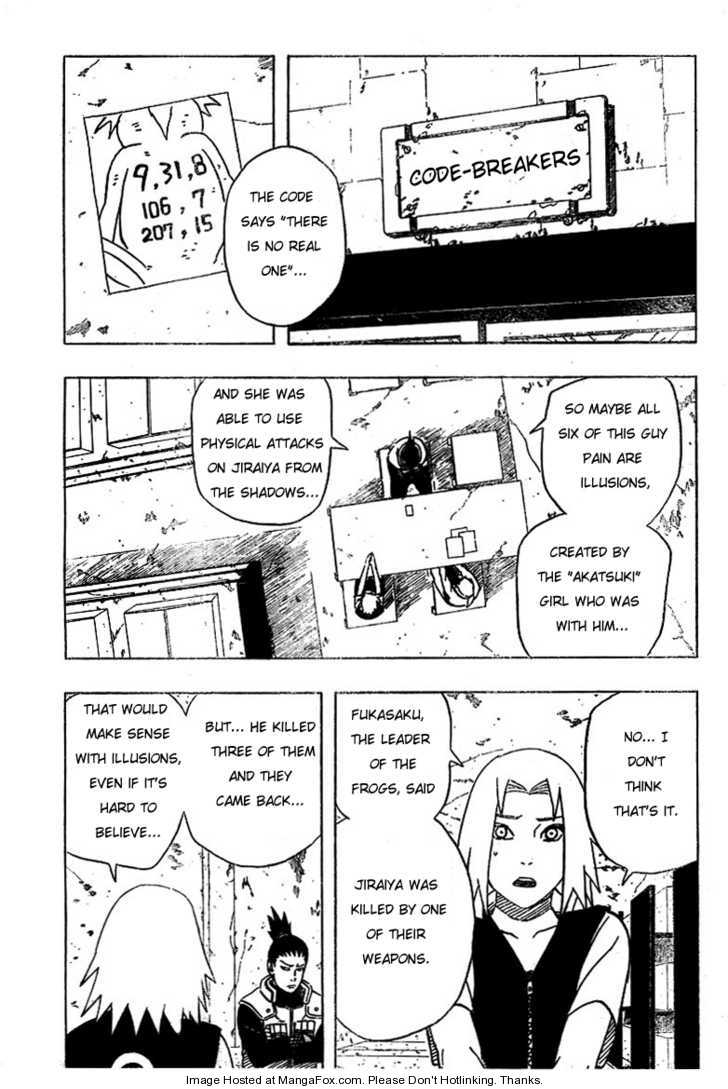 CODE-BREAKERS
9,31,8
106,7
207,15
THE CODE
SAYS "THERE
IS NO REAL
ONE"...
SO MAYBE ALL
SIX OF THIS GUY
PAIN ARE
ILLUSIONS,
CREATED BY
THE "AKATSUKI"
GIRL WHO WAS
WITH HIM...
AND SHE WAS
ABLE TO USE
PHYSICAL ATTACKS
ON JIRAIYA FROM
THE SHADOWS...
NO... I
DON'T
THINK
THAT'S IT.
FUKASAKU,
THE LEADER
OF THE
FROGS, SAID
JIRAIYA WAS
KILLED BY ONE
OF THEIR
WEAPONS.
BUT... HE KILLED
THREE OF THEM
AND THEY
CAME BACK...
THAT WOULD
MAKE SENSE
WITH ILLUSIONS,
EVEN IF IT'S
HARD TO
BELIEVE...
Image Hosted at MangaFox.com. Please Don't Hotlinking. Thanks.